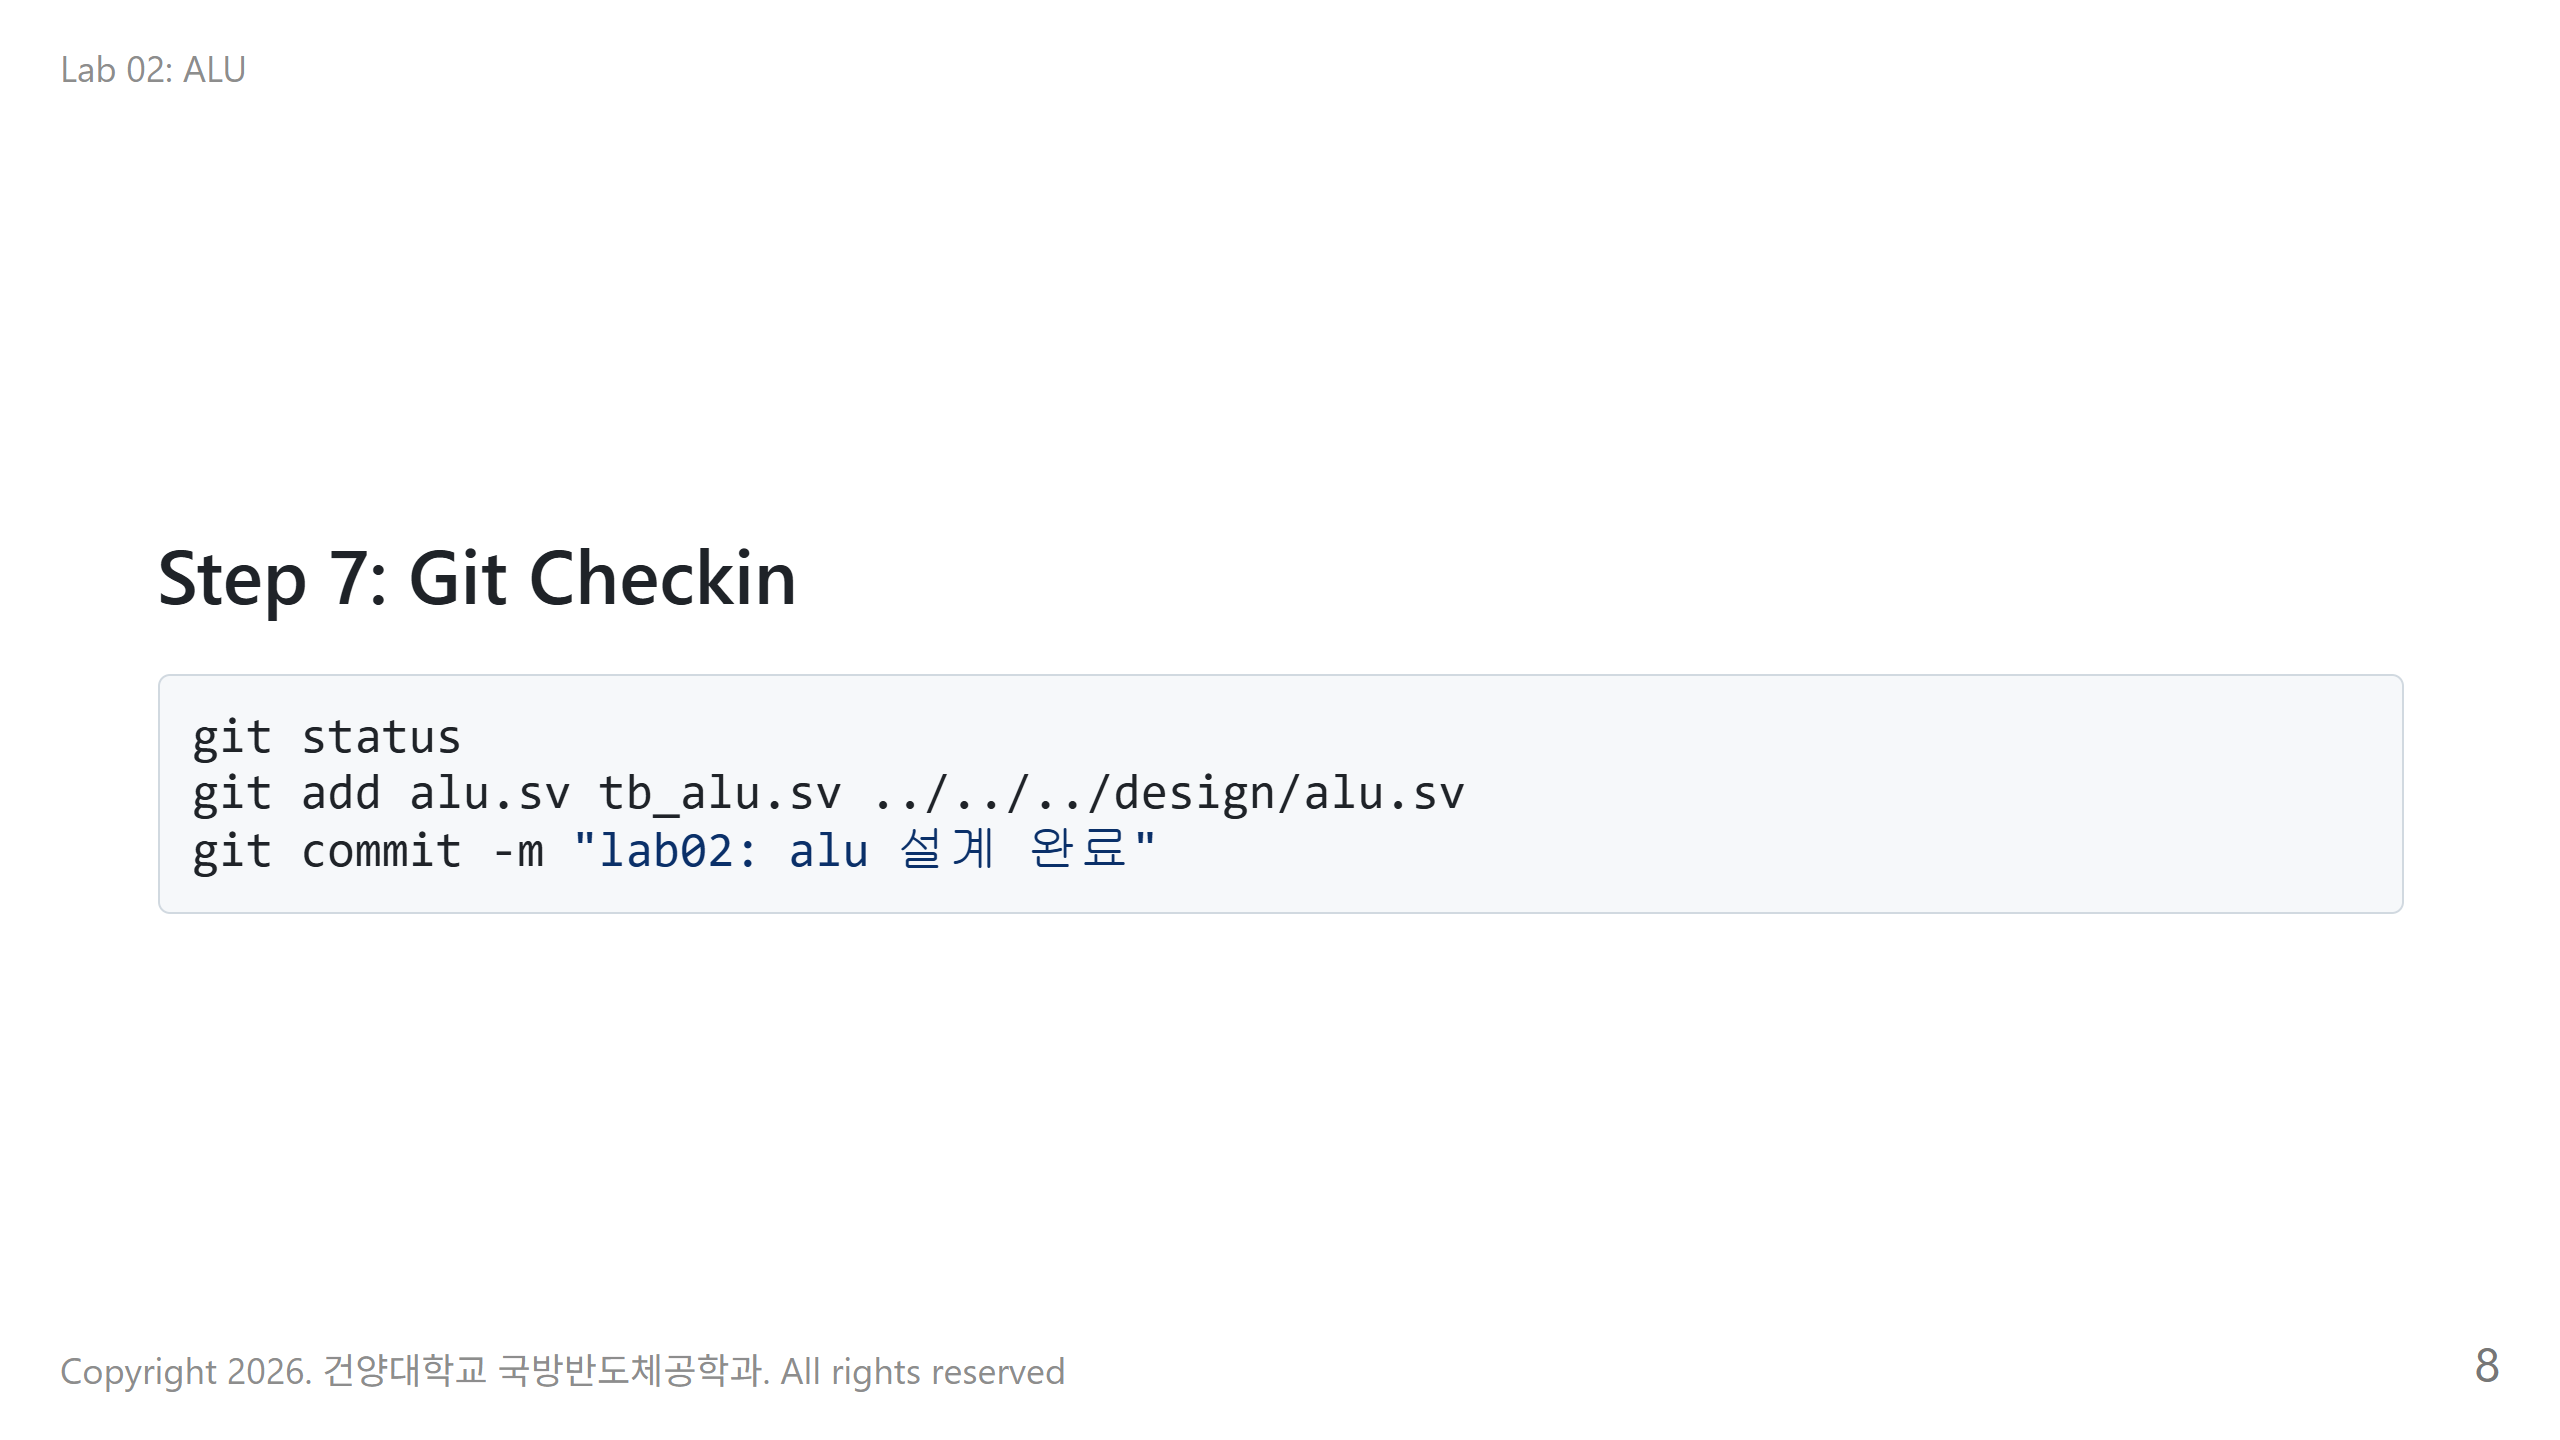 Lab 02: ALU
Step 7: Git Checkin
git status
git add alu.sv tb_alu.sv ../../../design/alu.sv
git commit -m "lab02: alu 설계 완료"
Copyright 2026. 건양대학교 국방반도체공학과. All rights reserved
8